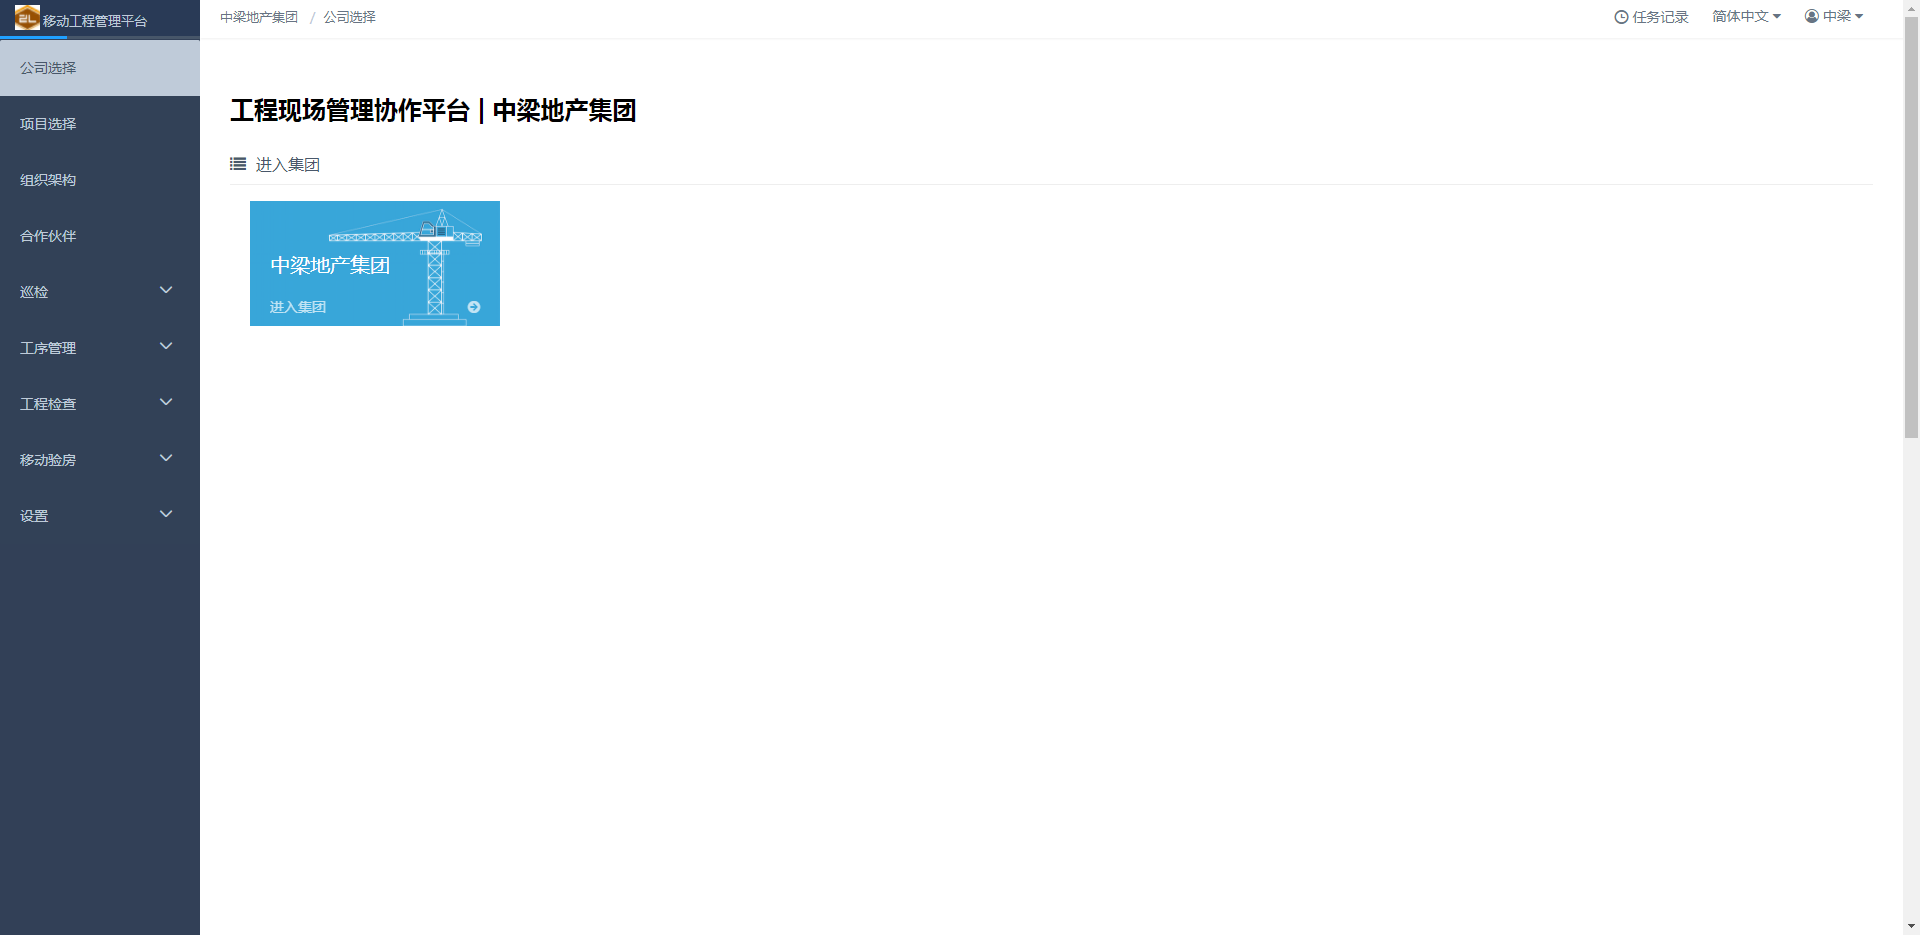 移动工程管理平台
中梁地产集团 / 公司选择
任务记录 简体中文 中梁
公司选择
项目选择
组织架构
合作伙伴
巡检
工序管理
工程检查
移动验房
设置
工程现场管理协作平台 | 中梁地产集团
进入集团
中梁地产集团
进入集团